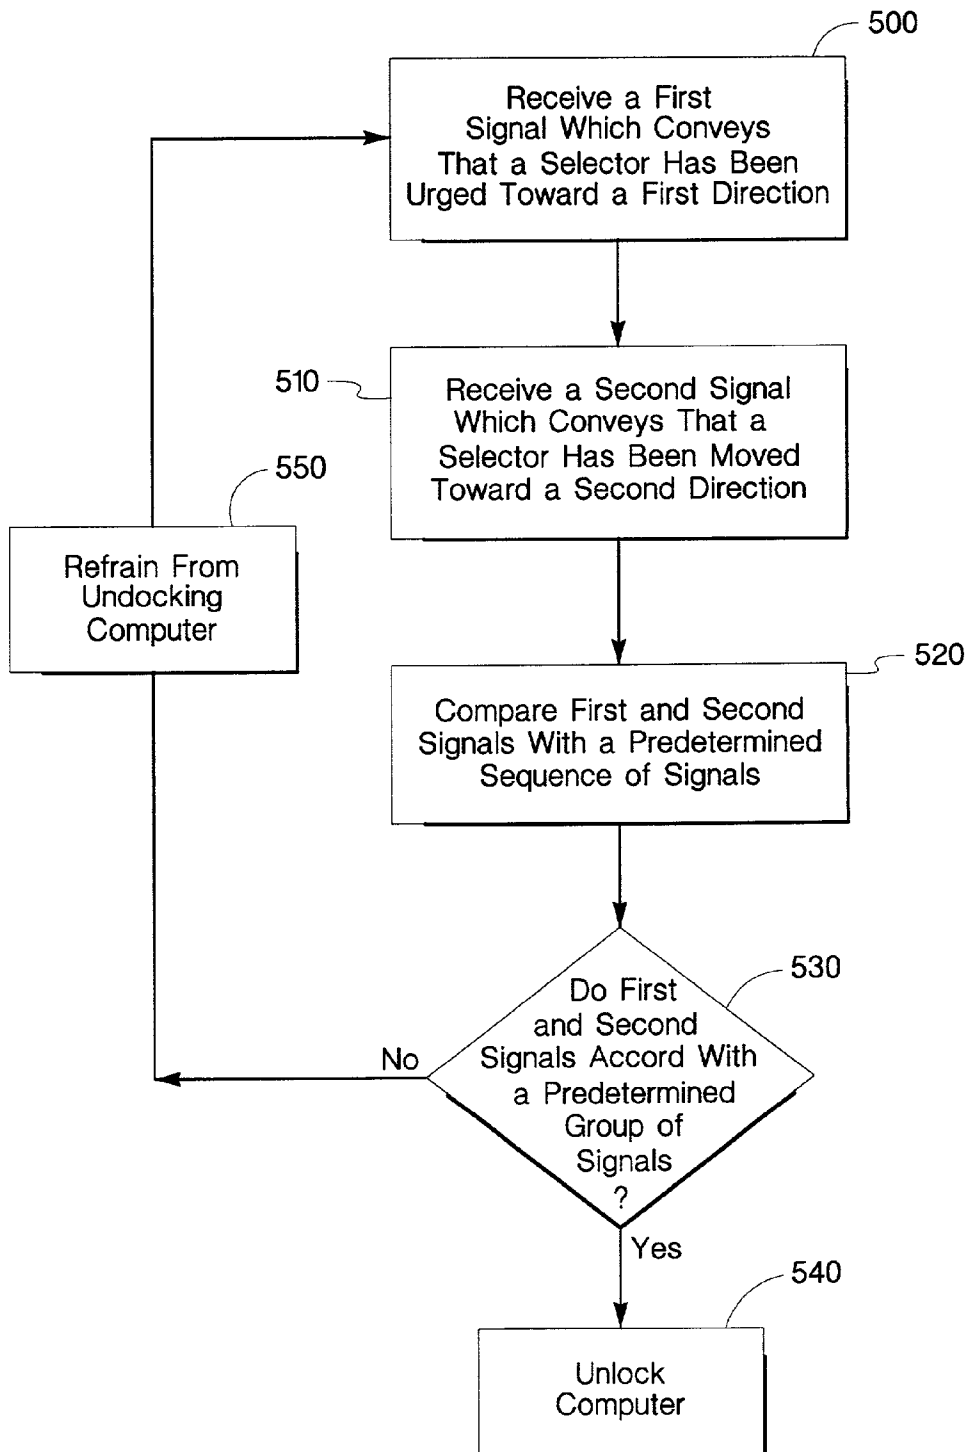 500
Receive a First
Signal Which Conveys
That a Selector Has Been
Urged Toward a First Direction
510
Receive a Second Signal
Which Conveys That a
Selector Has Been Moved
Toward a Second Direction
550
Refrain From
Undocking
Computer
520
Compare First and Second
Signals With a Predetermined
Sequence of Signals
530
Do First
and Second
Signals Accord With
a Predetermined
Group of
Signals
?
No
Yes
540
Unlock
Computer